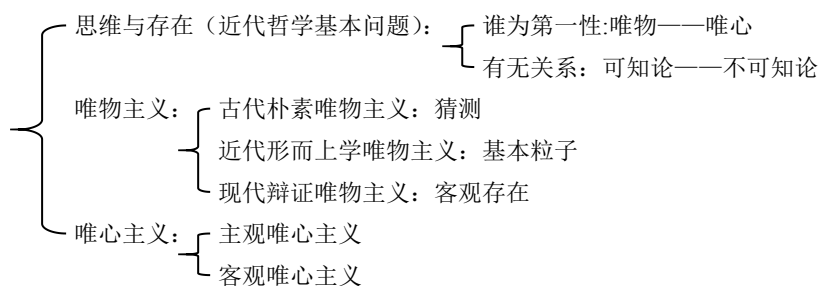 思维与存在（近代哲学基本问题）：
谁为第一性:唯物——唯心
有无关系：可知论——不可知论
唯物主义：
古代朴素唯物主义：猜测
近代形而上学唯物主义：基本粒子
现代辩证唯物主义：客观存在
唯心主义：
主观唯心主义
客观唯心主义